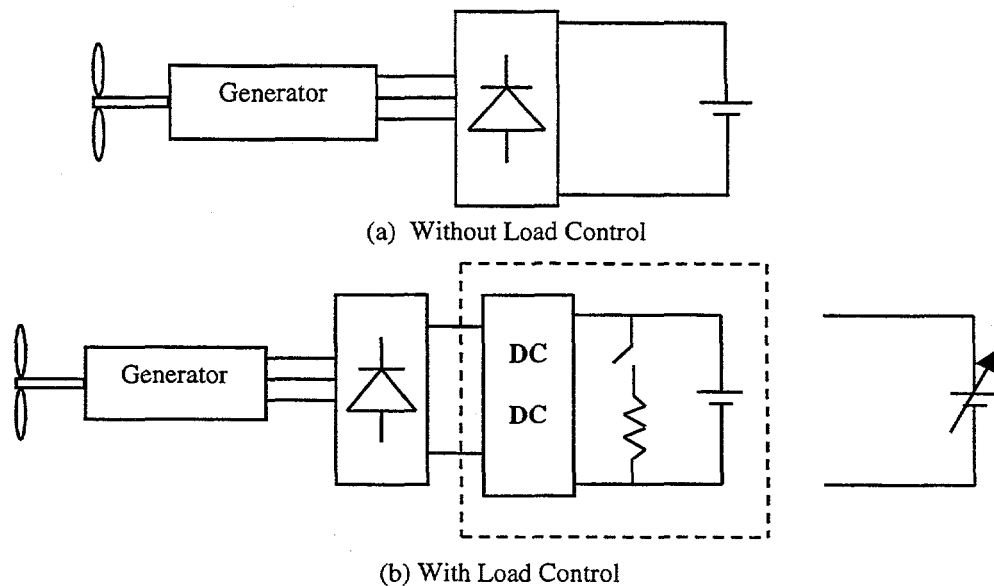 Generator
(a) Without Load Control
Generator
DC
DC
(b) With Load Control